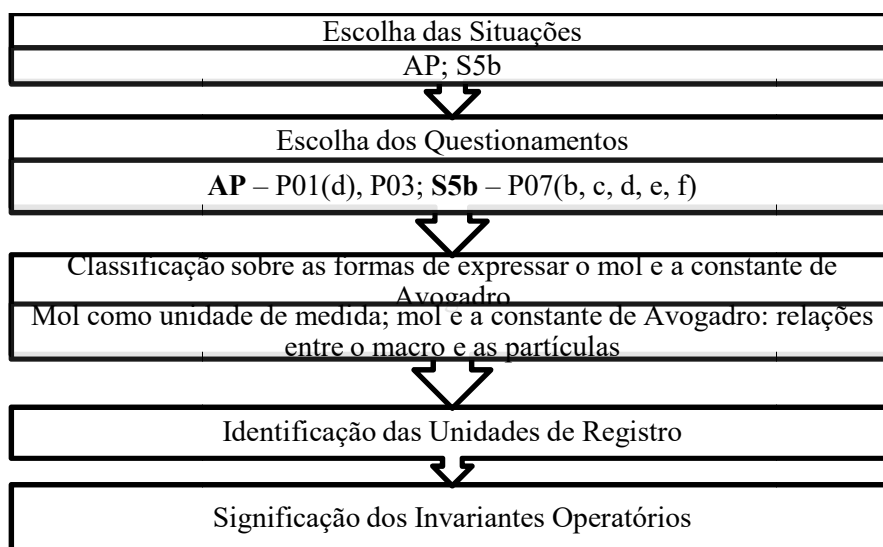 Escolha das Situações
AP; S5b
Escolha dos Questionamentos
AP – P01(d), P03; S5b – P07(b, c, d, e, f)
Classificação sobre as formas de expressar o mol e a constante de
Avogadro
Mol como unidade de medida; mol e a constante de Avogadro: relações
entre o macro e as partículas
Identificação das Unidades de Registro
Significação dos Invariantes Operatórios